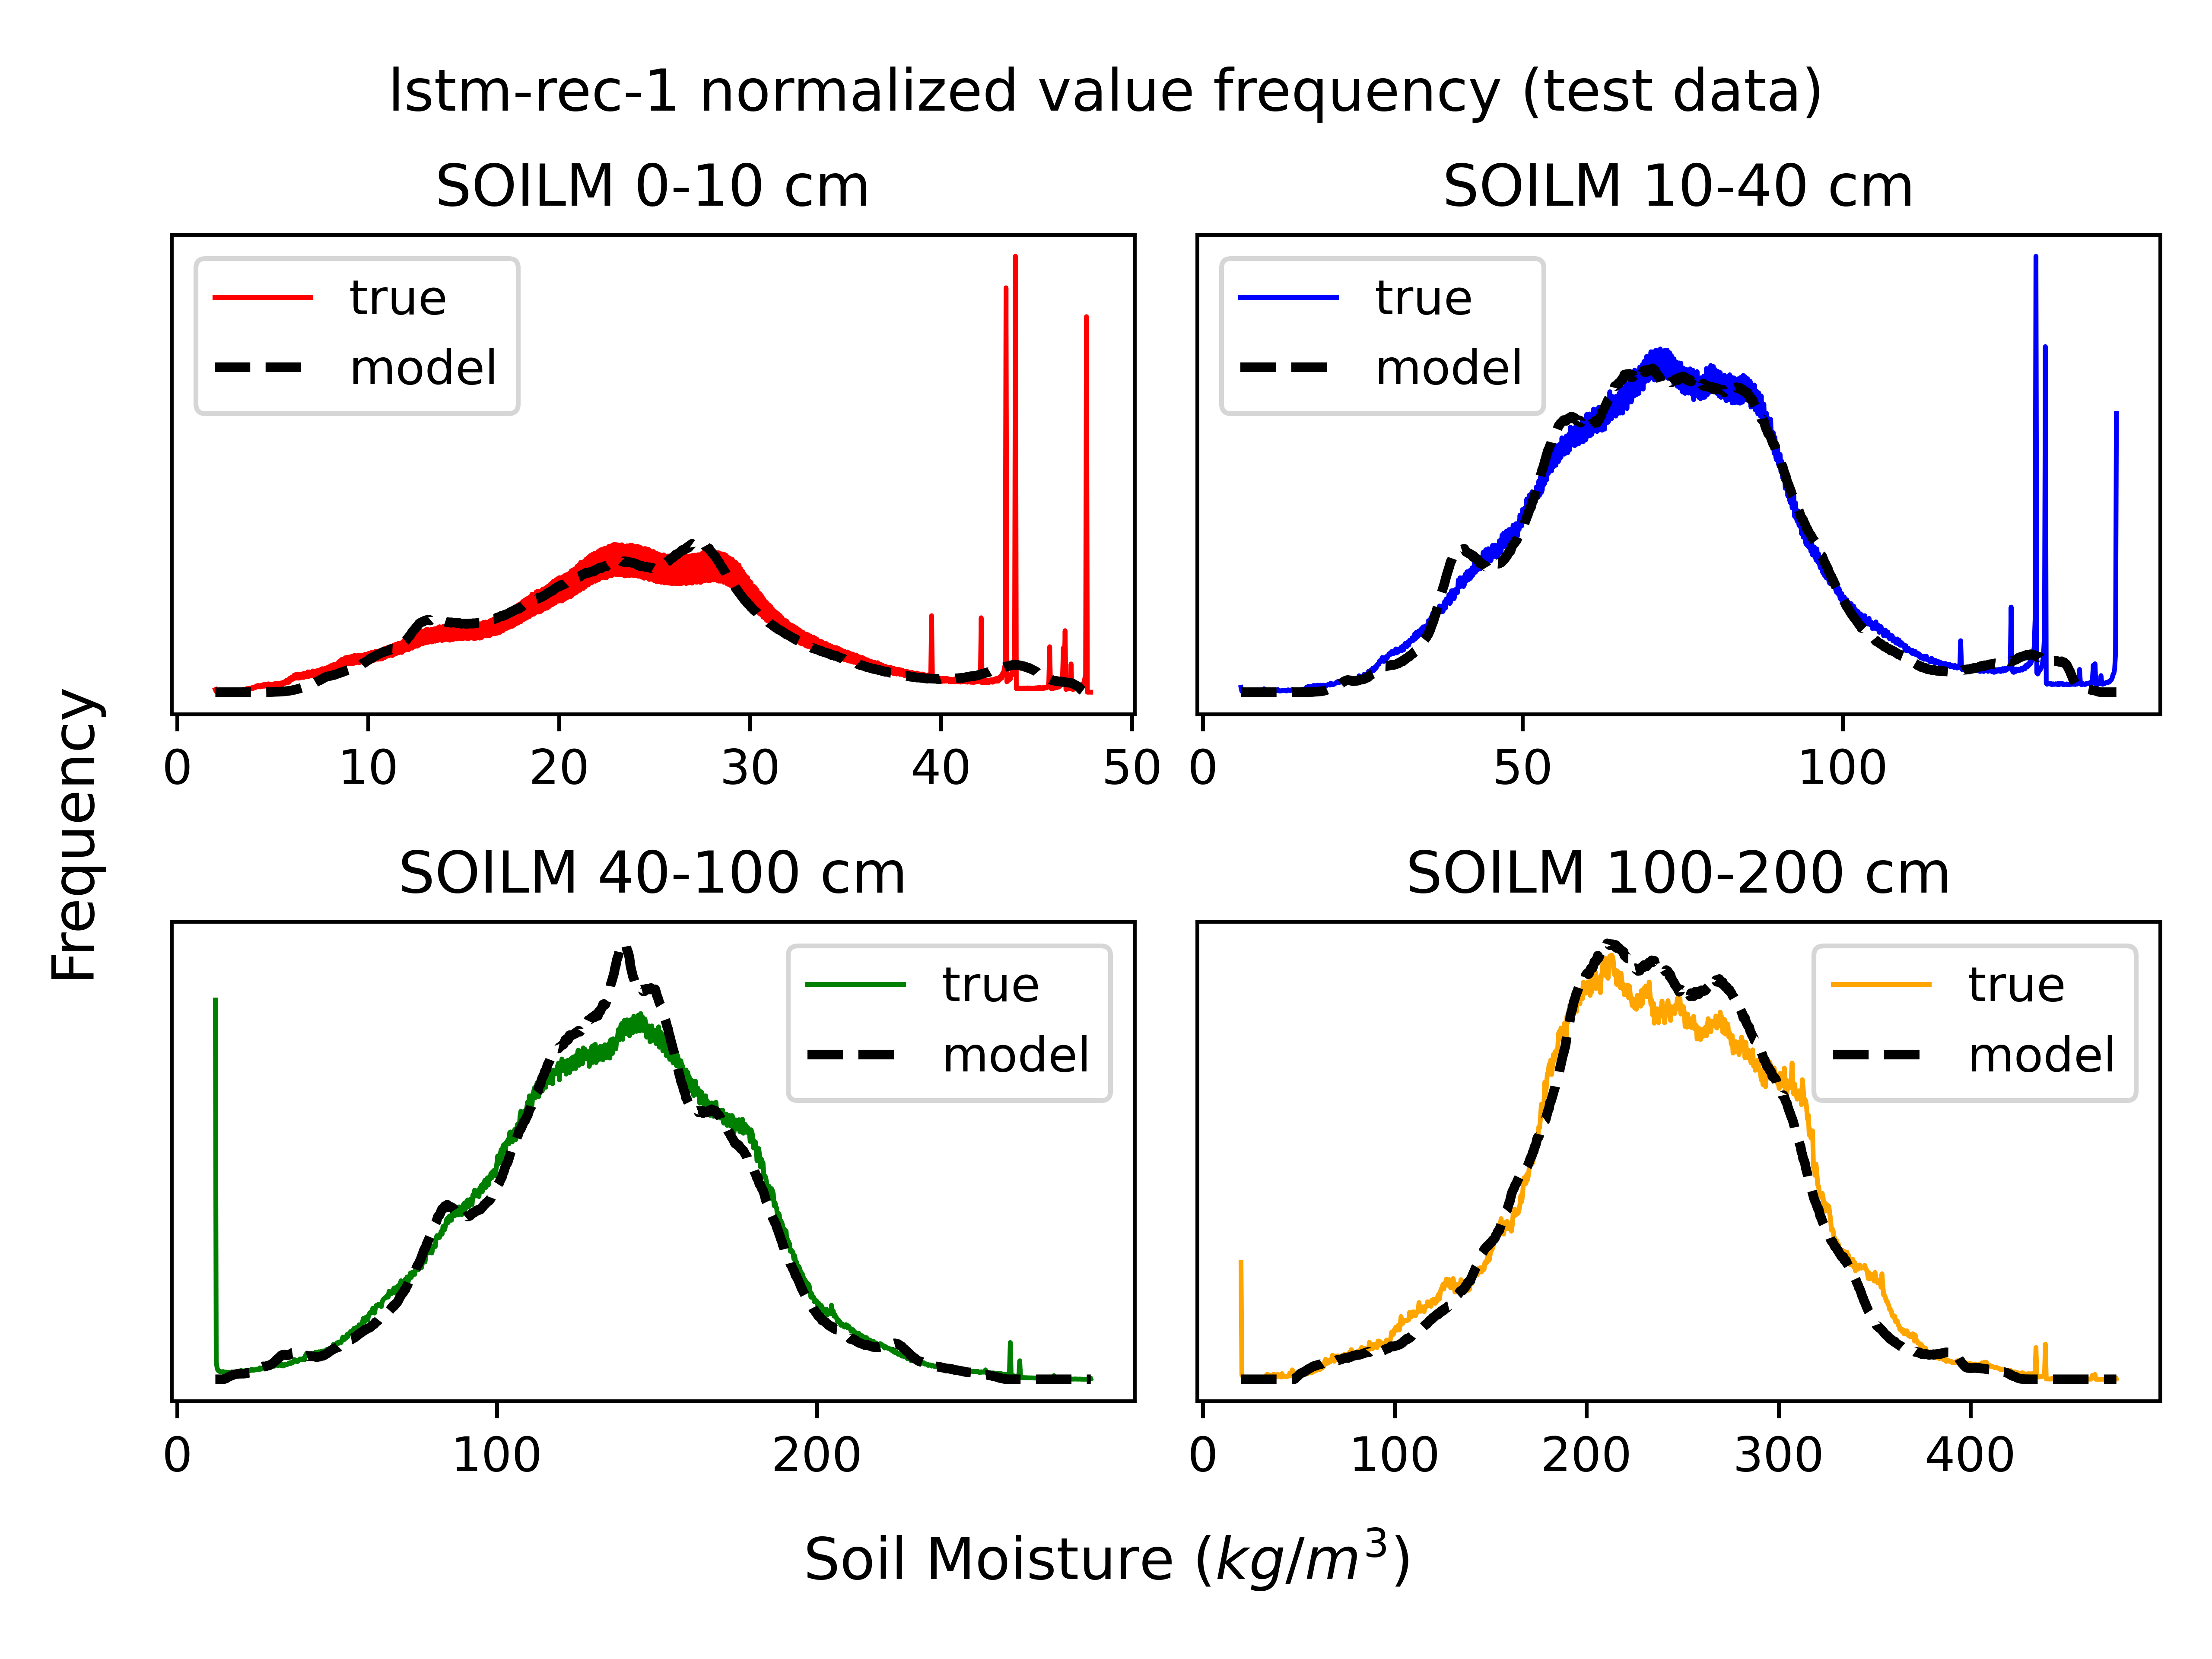 lstm-rec-1 normalized value frequency (test data)
SOILM 0-10 cm
true
model
0 10 20 30 40 50
SOILM 10-40 cm
true
model
0 50 100
Frequency
SOILM 40-100 cm
true
model
0 100 200
SOILM 100-200 cm
true
model
0 100 200 300 400
Soil Moisture (kg/m³)